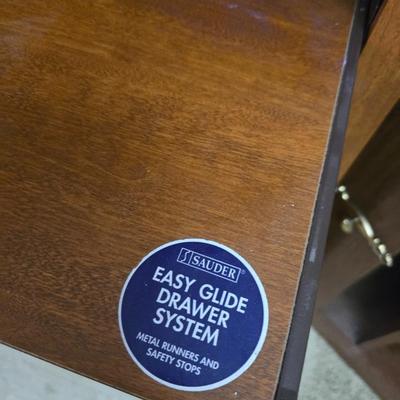 SAUDER®
EASY GLIDE
DRAWER
SYSTEM
METAL RUNNERS AND
SAFETY STOPS